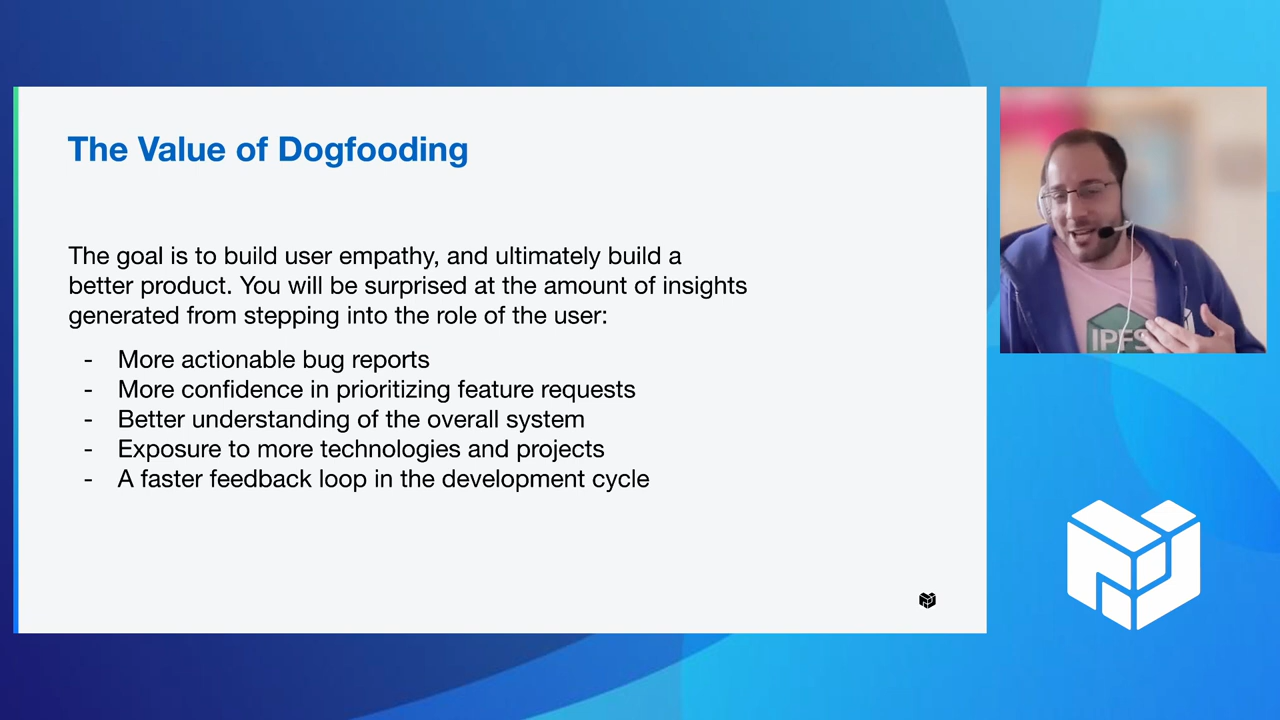 The Value of Dogfooding
The goal is to build user empathy, and ultimately build a
better product. You will be surprised at the amount of insights
generated from stepping into the role of the user:
- More actionable bug reports
- More confidence in prioritizing feature requests
- Better understanding of the overall system
- Exposure to more technologies and projects
- A faster feedback loop in the development cycle
IPFS